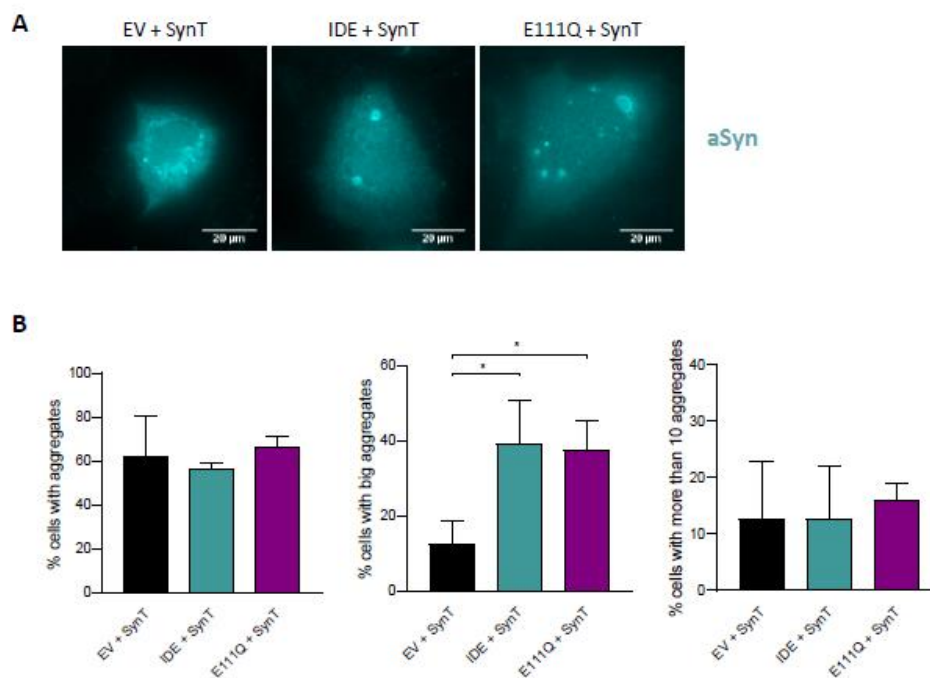 A
EV + SynT
IDE + SynT
E111Q + SynT
20 µm
20 µm
20 µm
aSyn
B
% cells with aggregates
100
80
60
40
20
0
EV + SynT
IDE + SynT
E111Q + SynT
% cells with big aggregates
60
40
20
0
*
*
EV + SynT
IDE + SynT
E111Q + SynT
% cells with more than 10 aggregates
40
30
20
10
0
EV + SynT
IDE + SynT
E111Q + SynT